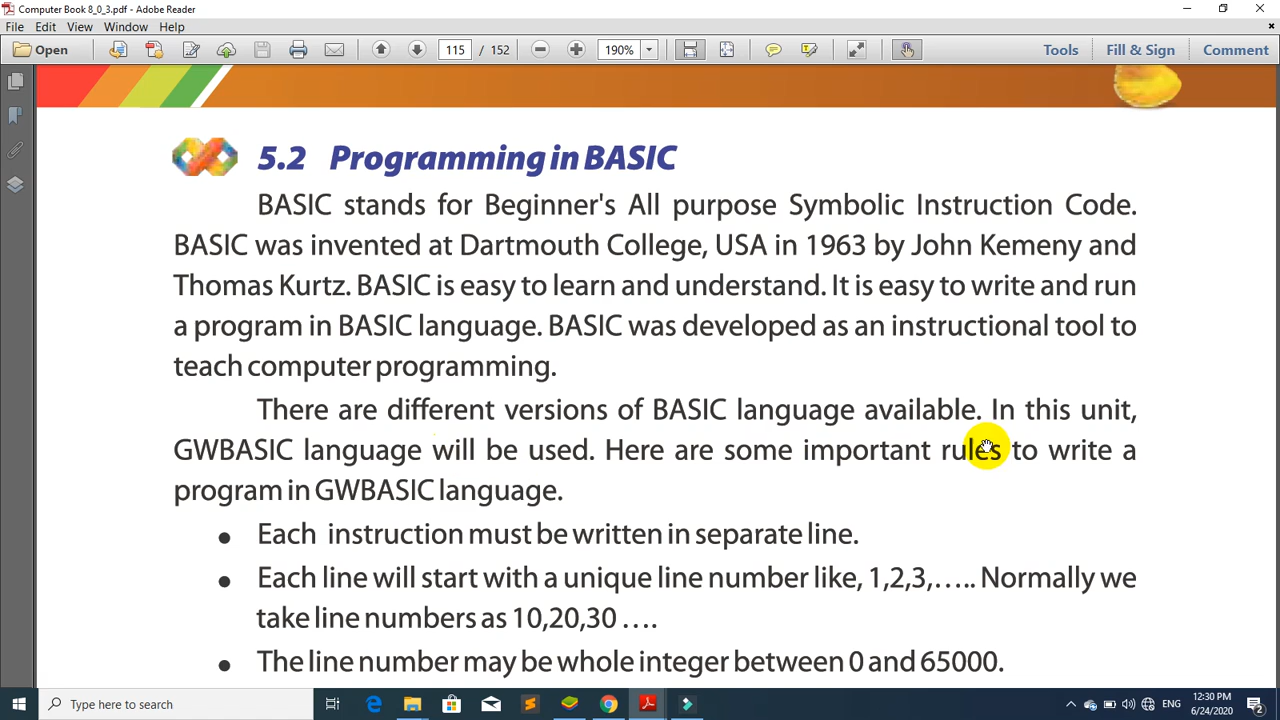 Computer Book 8_0_3.pdf - Adobe Reader
File Edit View Window Help
Open 115 / 152 190% Tools Fill & Sign Comment
5.2 Programming in BASIC
BASIC stands for Beginner's All purpose Symbolic Instruction Code.
BASIC was invented at Dartmouth College, USA in 1963 by John Kemeny and
Thomas Kurtz. BASIC is easy to learn and understand. It is easy to write and run
a program in BASIC language. BASIC was developed as an instructional tool to
teach computer programming.
There are different versions of BASIC language available. In this unit,
GWBASIC language will be used. Here are some important rules to write a
program in GWBASIC language.
• Each instruction must be written in separate line.
• Each line will start with a unique line number like, 1,2,3,….. Normally we
take line numbers as 10,20,30 ….
• The line number may be whole integer between 0 and 65000.
Type here to search
ENG
12:30 PM
6/24/2020
2